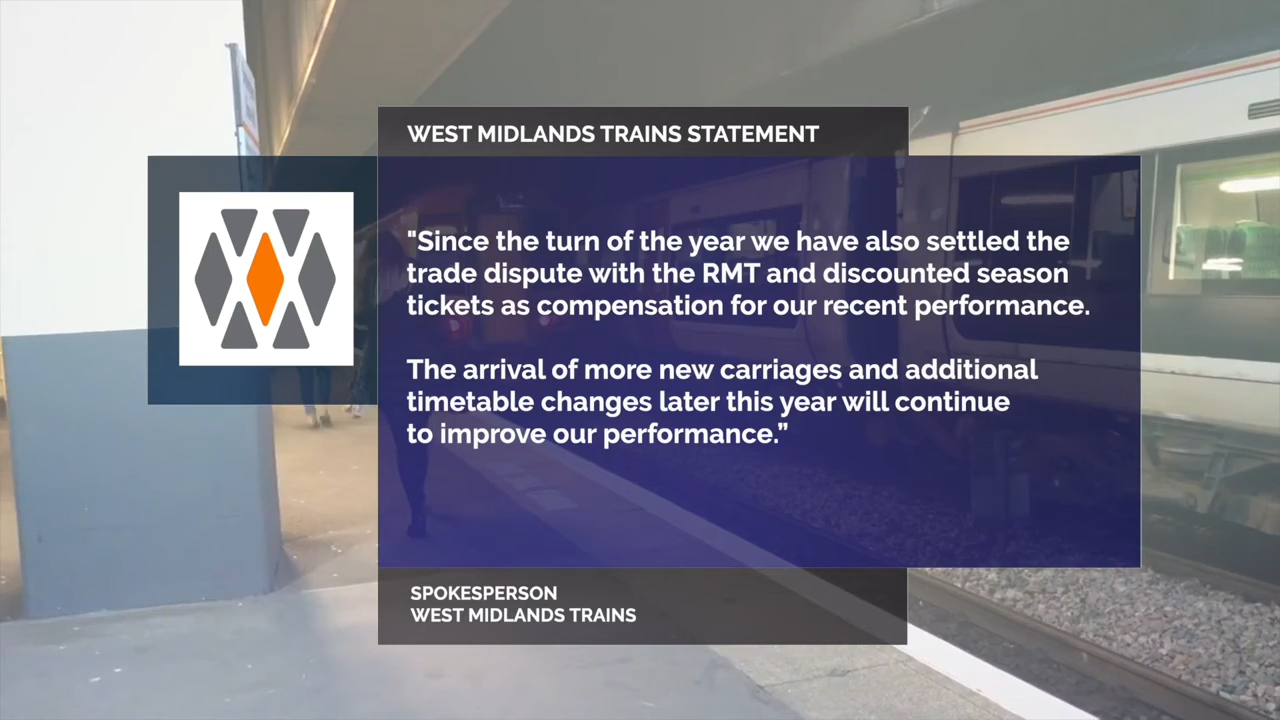 WEST MIDLANDS TRAINS STATEMENT
"Since the turn of the year we have also settled the
trade dispute with the RMT and discounted season
tickets as compensation for our recent performance.
The arrival of more new carriages and additional
timetable changes later this year will continue
to improve our performance.”
SPOKESPERSON
WEST MIDLANDS TRAINS